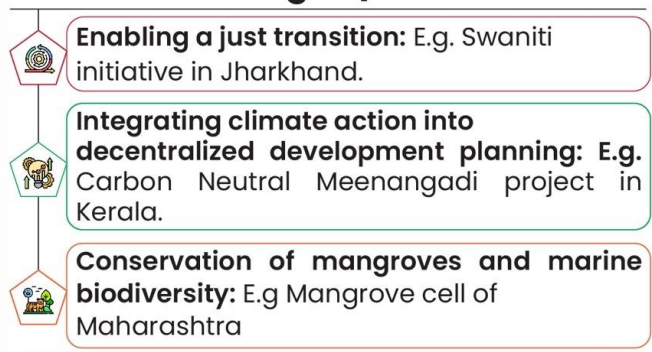 Enabling a just transition: E.g. Swaniti
initiative in Jharkhand.
Integrating climate action into
decentralized development planning: E.g.
Carbon Neutral Meenangadi project in
Kerala.
Conservation of mangroves and marine
biodiversity: E.g Mangrove cell of
Maharashtra